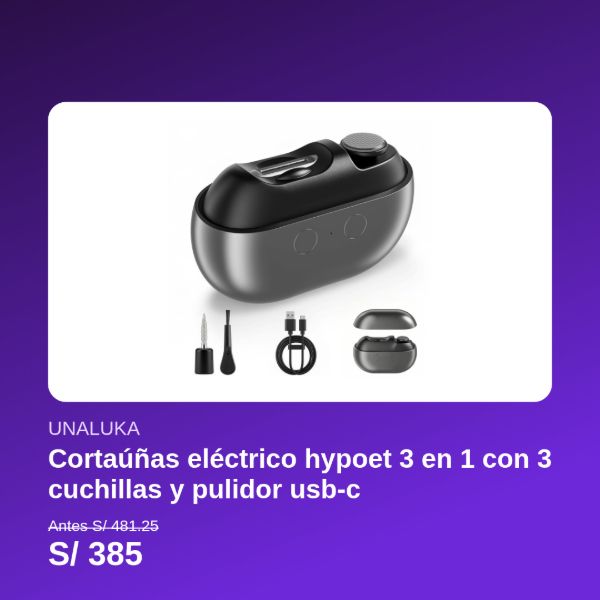 UNALUKA
Cortaúñas eléctrico hypoet 3 en 1 con 3
cuchillas y pulidor usb-c
Antes S/ 481.25
S/ 385